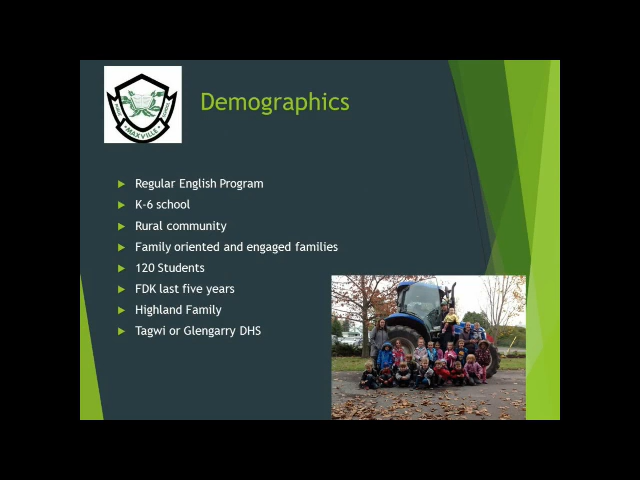 Demographics
MAXVILLE
Regular English Program
K-6 school
Rural community
Family oriented and engaged families
120 Students
FDK last five years
Highland Family
Tagwi or Glengarry DHS